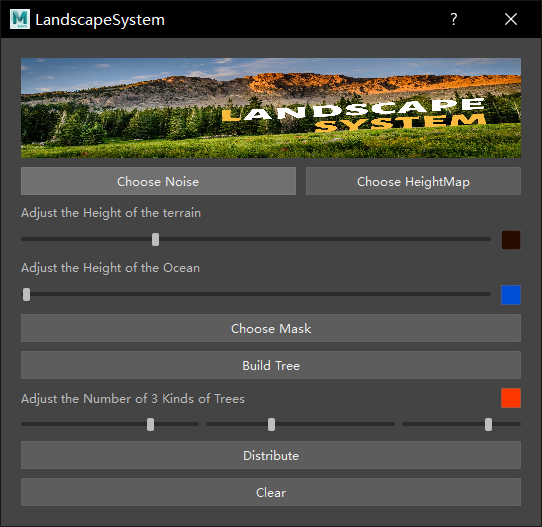 LandscapeSystem
?
LANDSCAPE
SYSTEM
Choose Noise
Choose HeightMap
Adjust the Height of the terrain
Adjust the Height of the Ocean
Choose Mask
Build Tree
Adjust the Number of 3 Kinds of Trees
Distribute
Clear